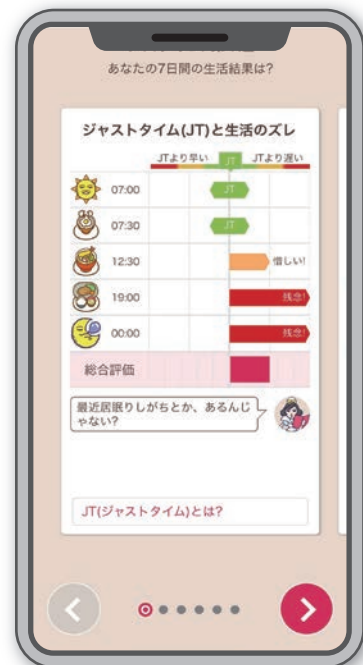 あなたの7日間の生活結果は?
ジャストタイム(JT)と生活のズレ
JTより早い JT JTより遅い
07:00 JT
07:30 JT
12:30 惜しい!
19:00 残念!
00:00 残念!
総合評価
最近居眠りしがちとか、あるんじ
ゃない?
JT(ジャストタイム)とは?